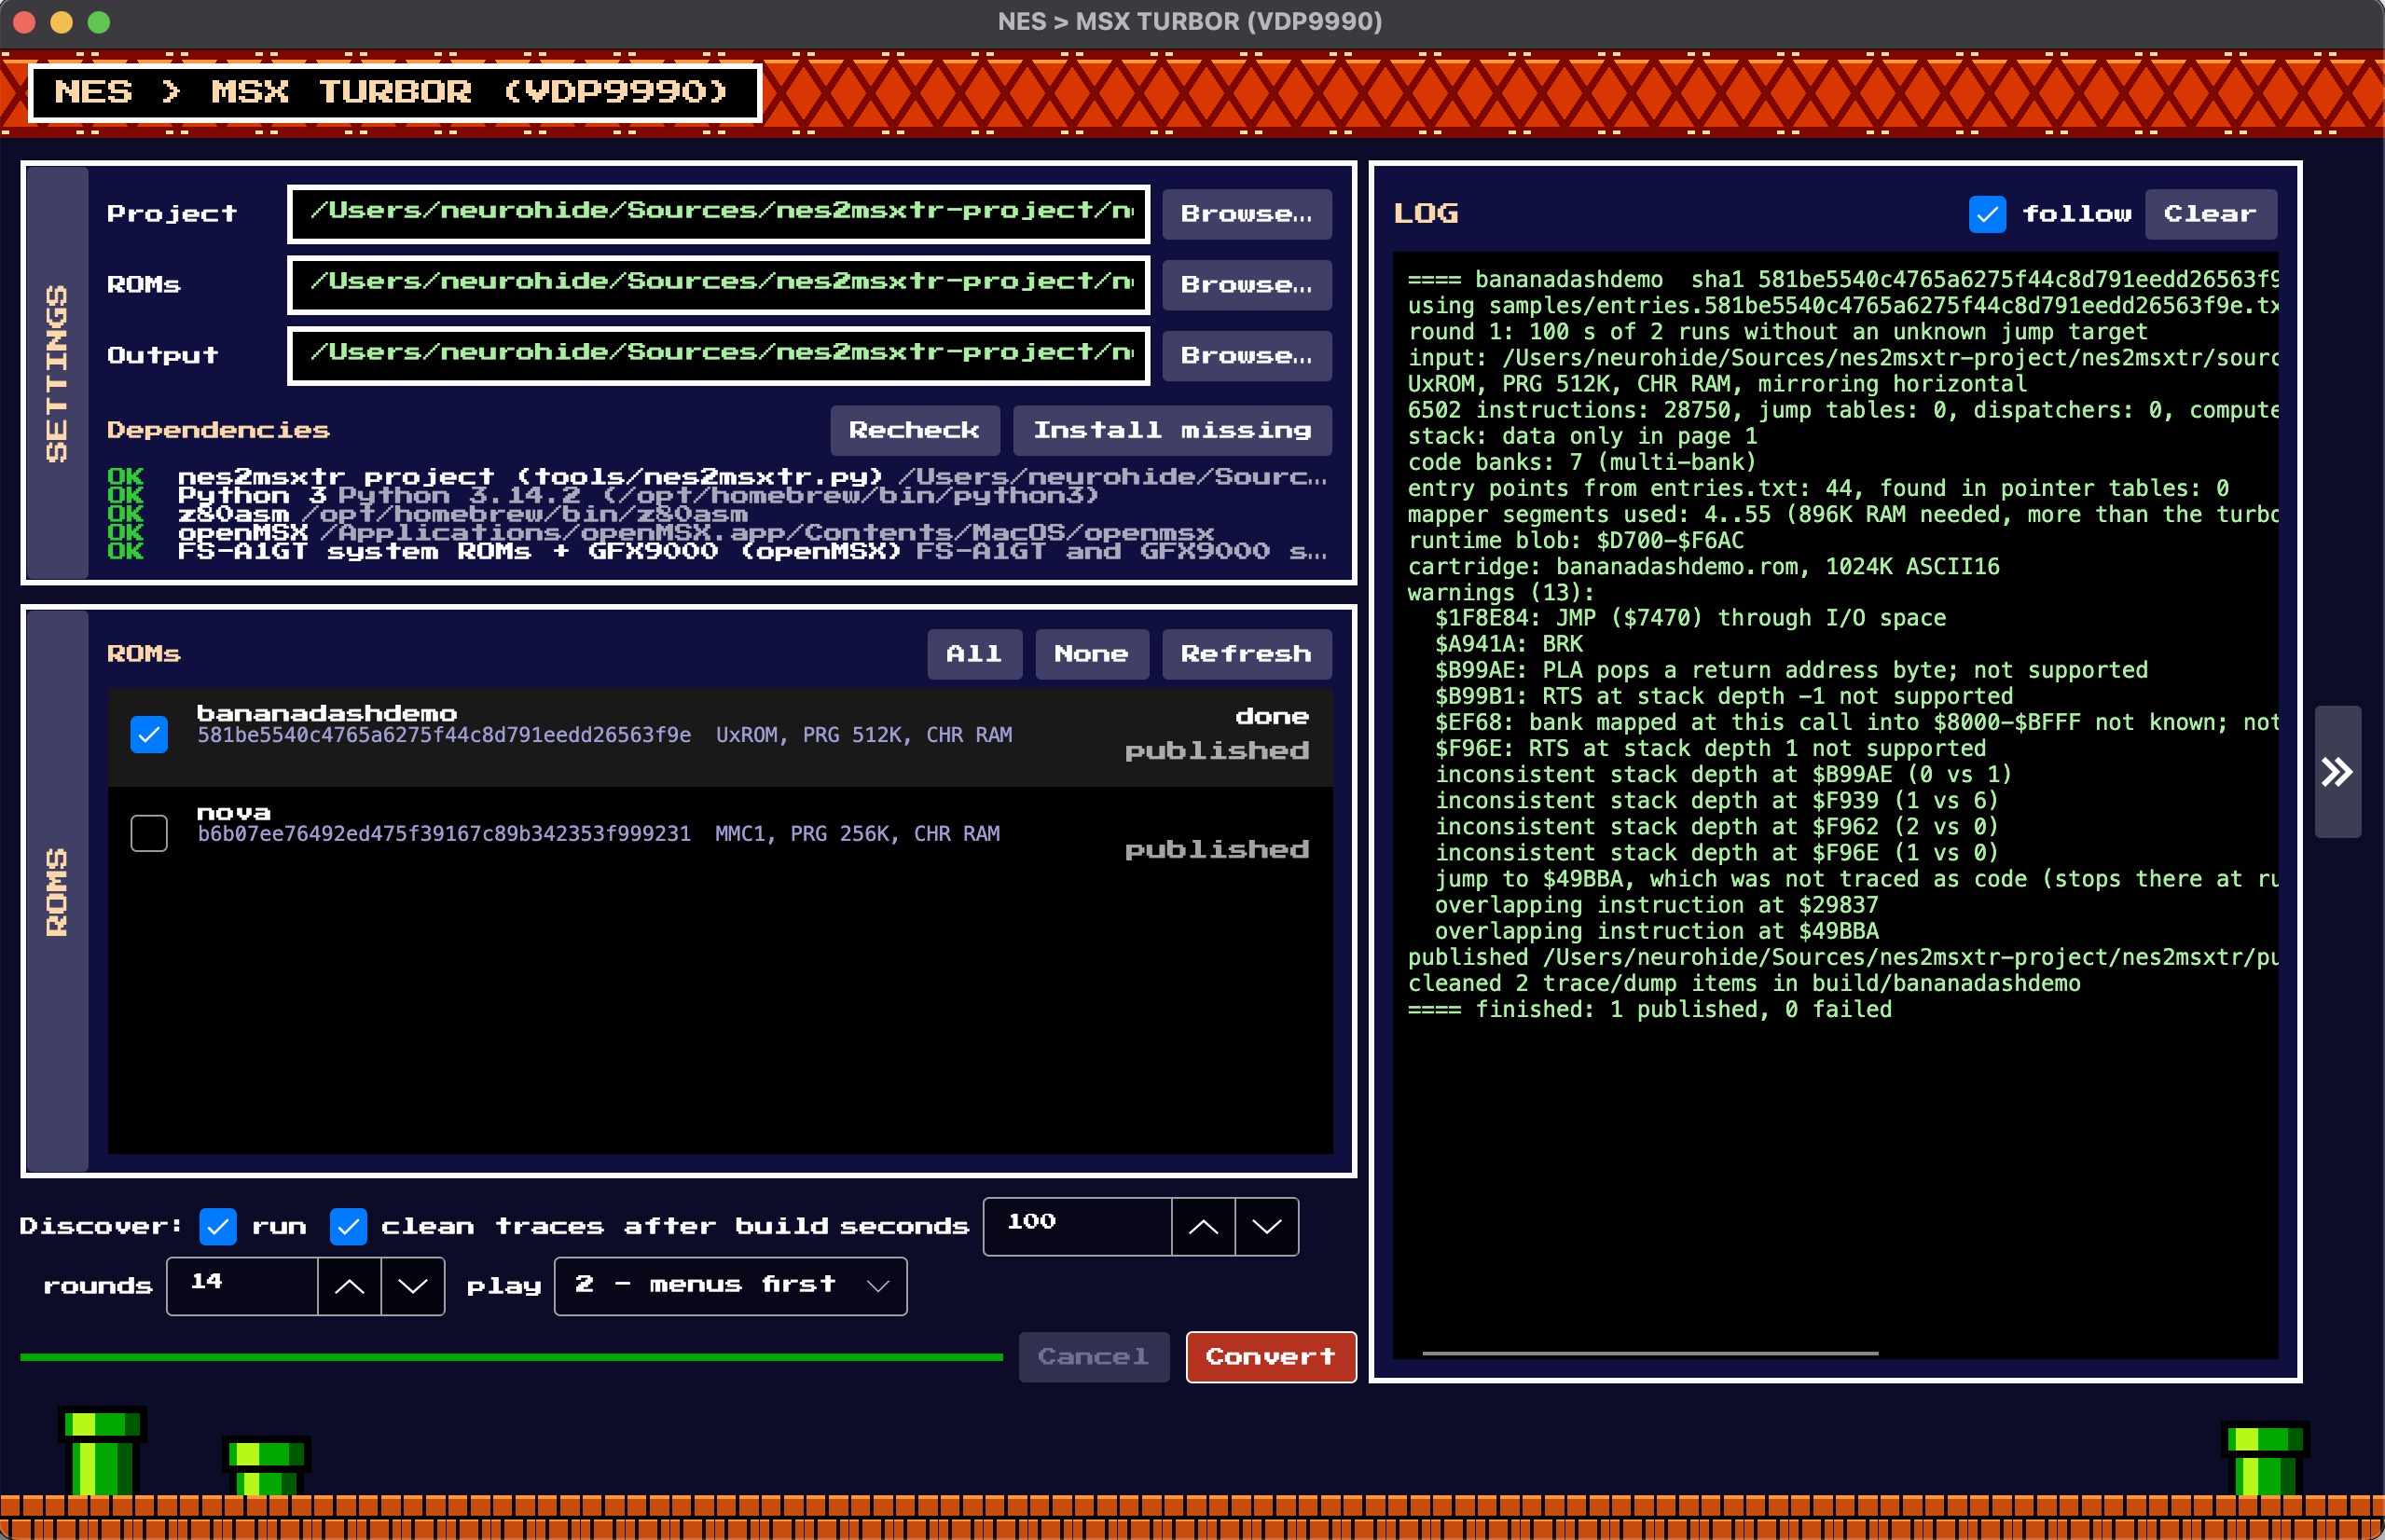 NES > MSX TURBOR (VDP9990)
NES > MSX TURBOR (VDP9990)
SETTINGS
Project
/Users/neurohide/Sources/nes2msxtr-project/n
Browse…
ROMs
/Users/neurohide/Sources/nes2msxtr-project/n
Browse…
Output
/Users/neurohide/Sources/nes2msxtr-project/n
Browse…
Dependencies
Recheck
Install missing
OK nes2msxtr project (tools/nes2msxtr.py) /Users/neurohide/Sourc…
OK Python 3 Python 3.14.2 (/opt/homebrew/bin/python3)
OK z80asm /opt/homebrew/bin/z80asm
OK openMSX /Applications/openMSX.app/Contents/MacOS/openmsx
OK FS-A1GT system ROMs + GFX9000 (openMSX) FS-A1GT and GFX9000 s…
ROMS
ROMs
All
None
Refresh
bananadashdemo
done
581be5540c4765a6275f44c8d791eedd26563f9e UxROM, PRG 512K, CHR RAM
published
nova
b6b07ee76492ed475f39167c89b342353f999231 MMC1, PRG 256K, CHR RAM
published
Discover: run clean traces after build seconds 100
rounds 14 play 2 - menus first
Cancel
Convert
LOG
follow
Clear
==== bananadashdemo sha1 581be5540c4765a6275f44c8d791eedd26563f9
using samples/entries.581be5540c4765a6275f44c8d791eedd26563f9e.tx
round 1: 100 s of 2 runs without an unknown jump target
input: /Users/neurohide/Sources/nes2msxtr-project/nes2msxtr/sourc
UxROM, PRG 512K, CHR RAM, mirroring horizontal
6502 instructions: 28750, jump tables: 0, dispatchers: 0, compute
stack: data only in page 1
code banks: 7 (multi-bank)
entry points from entries.txt: 44, found in pointer tables: 0
mapper segments used: 4..55 (896K RAM needed, more than the turbo
runtime blob: $D700-$F6AC
cartridge: bananadashdemo.rom, 1024K ASCII16
warnings (13):
$1F8E84: JMP ($7470) through I/O space
$A941A: BRK
$B99AE: PLA pops a return address byte; not supported
$B99B1: RTS at stack depth -1 not supported
$EF68: bank mapped at this call into $8000-$BFFF not known; not
$F96E: RTS at stack depth 1 not supported
inconsistent stack depth at $B99AE (0 vs 1)
inconsistent stack depth at $F939 (1 vs 6)
inconsistent stack depth at $F962 (2 vs 0)
inconsistent stack depth at $F96E (1 vs 0)
jump to $49BBA, which was not traced as code (stops there at ru
overlapping instruction at $29837
overlapping instruction at $49BBA
published /Users/neurohide/Sources/nes2msxtr-project/nes2msxtr/pu
cleaned 2 trace/dump items in build/bananadashdemo
==== finished: 1 published, 0 failed